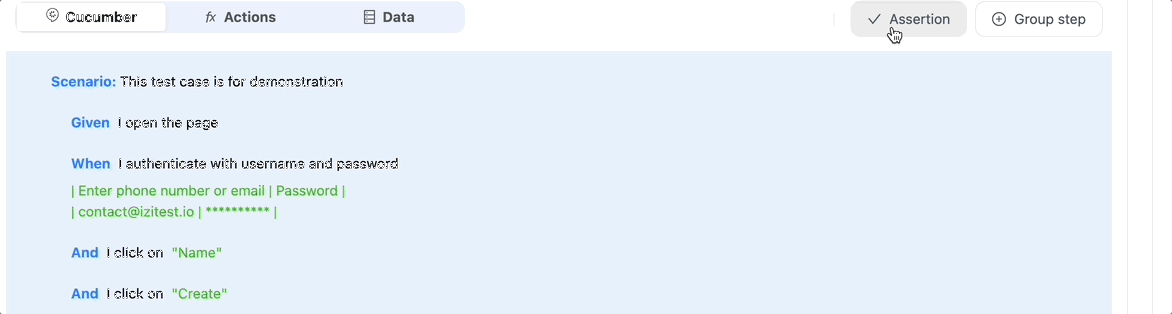 Cucumber
fx Actions
Data
Assertion
Group step
Scenario: This test case is for demonstration
Given I open the page
When I authenticate with username and password
| Enter phone number or email | Password |
| contact@izitest.io | ********** |
And I click on "Name"
And I click on "Create"